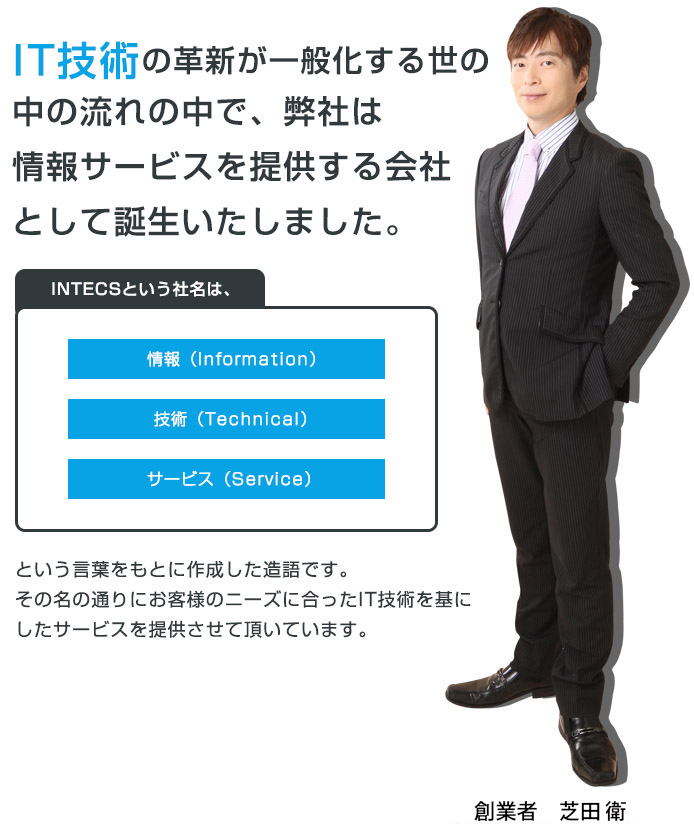 IT技術の革新が一般化する世の
中の流れの中で、弊社は
情報サービスを提供する会社
として誕生いたしました。
INTECSという社名は、
情報（Information）
技術（Technical）
サービス（Service）
という言葉をもとに作成した造語です。
その名の通りにお客様のニーズに合ったIT技術を基に
したサービスを提供させて頂いています。
創業者　芝田 衛